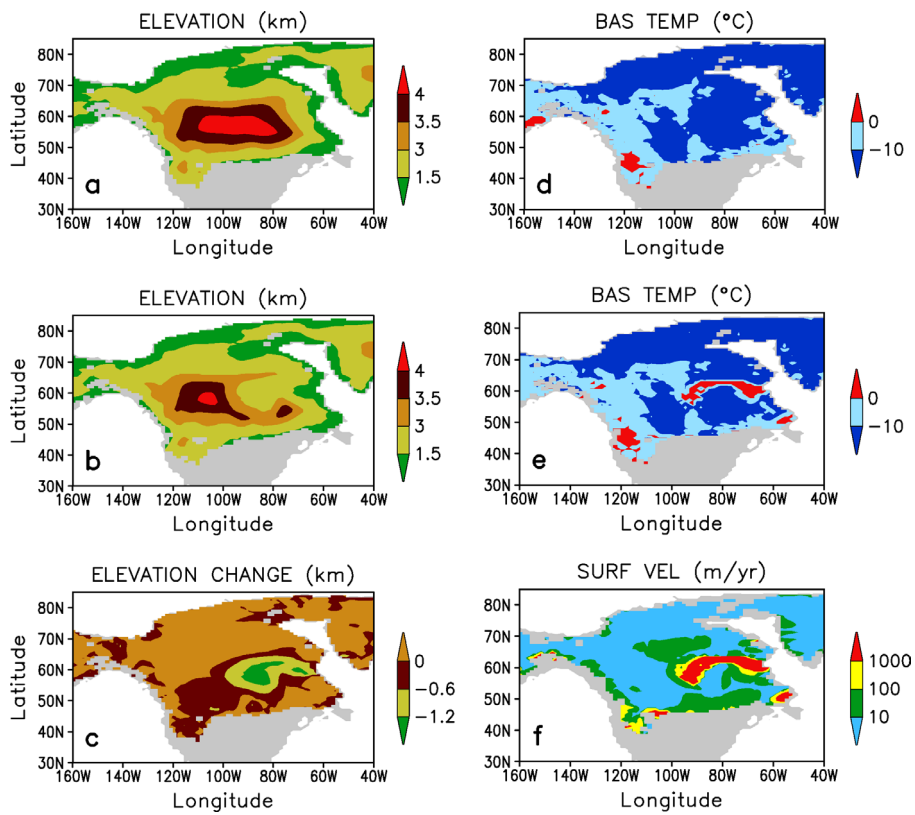 ELEVATION (km)
85N
80N
70N
60N
50N
40N
30N
Latitude
160W 140W 120W 100W 80W 60W 40W
Longitude
a
4
3.5
3
1.5
BAS TEMP (°C)
80N
70N
60N
50N
40N
30N
160W 140W 120W 100W 80W 60W 40W
Longitude
d
0
−10
ELEVATION (km)
80N
70N
60N
50N
40N
30N
Latitude
160W 140W 120W 100W 80W 60W 40W
Longitude
b
4
3.5
3
1.5
BAS TEMP (°C)
80N
70N
60N
50N
40N
30N
160W 140W 120W 100W 80W 60W 40W
Longitude
e
0
−10
ELEVATION CHANGE (km)
80N
70N
60N
50N
40N
30N
Latitude
160W 140W 120W 100W 80W 60W 40W
Longitude
c
0
−0.6
−1.2
SURF VEL (m/yr)
80N
70N
60N
50N
40N
30N
160W 140W 120W 100W 80W 60W 40W
Longitude
f
1000
100
10